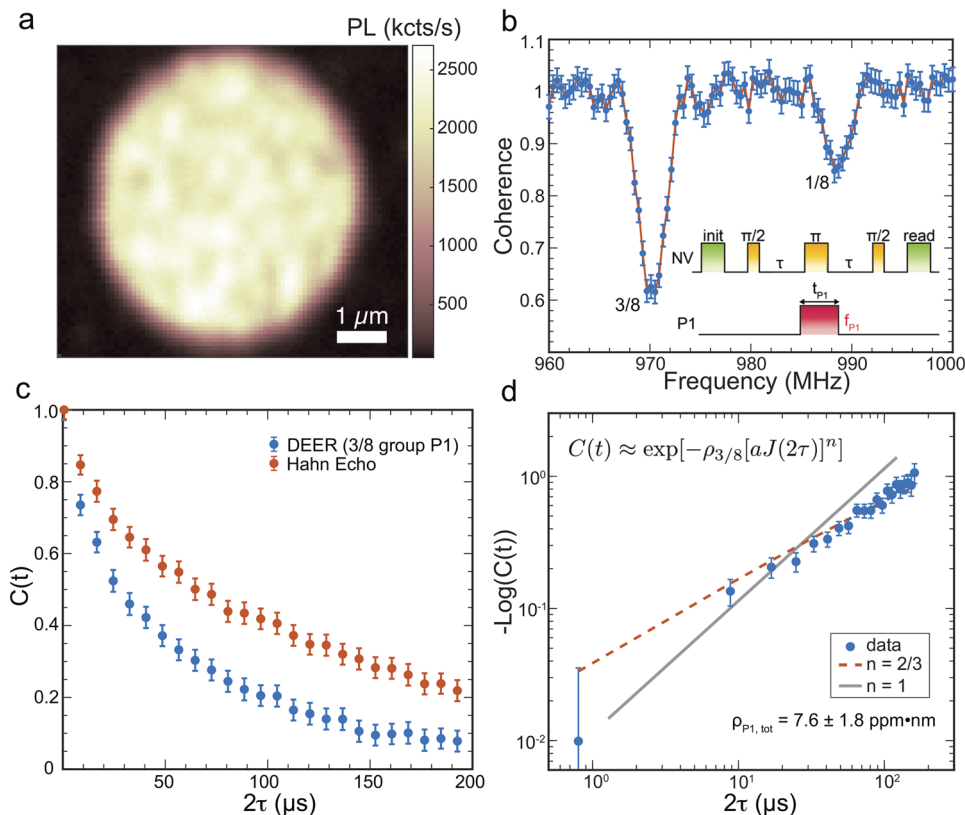 a
PL (kcts/s)
2500
2000
1500
1000
500
1 µm
b
1.1
1
0.9
0.8
0.7
0.6
Coherence
3/8
1/8
init π/2 π π/2 read
NV
τ τ
t_P1
P1
f_P1
960 970 980 990 1000
Frequency (MHz)
c
1.0
0.8
0.6
0.4
0.2
0
C(t)
DEER (3/8 group P1)
Hahn Echo
50 100 150 200
2τ (µs)
d
C(t) ≈ exp[−ρ_{3/8}[aJ(2τ)]^n]
10^0
10^{-1}
10^{-2}
-Log(C(t))
data
n = 2/3
n = 1
ρ_{P1, tot} = 7.6 ± 1.8 ppm•nm
10^0 10^1 10^2
2τ (µs)